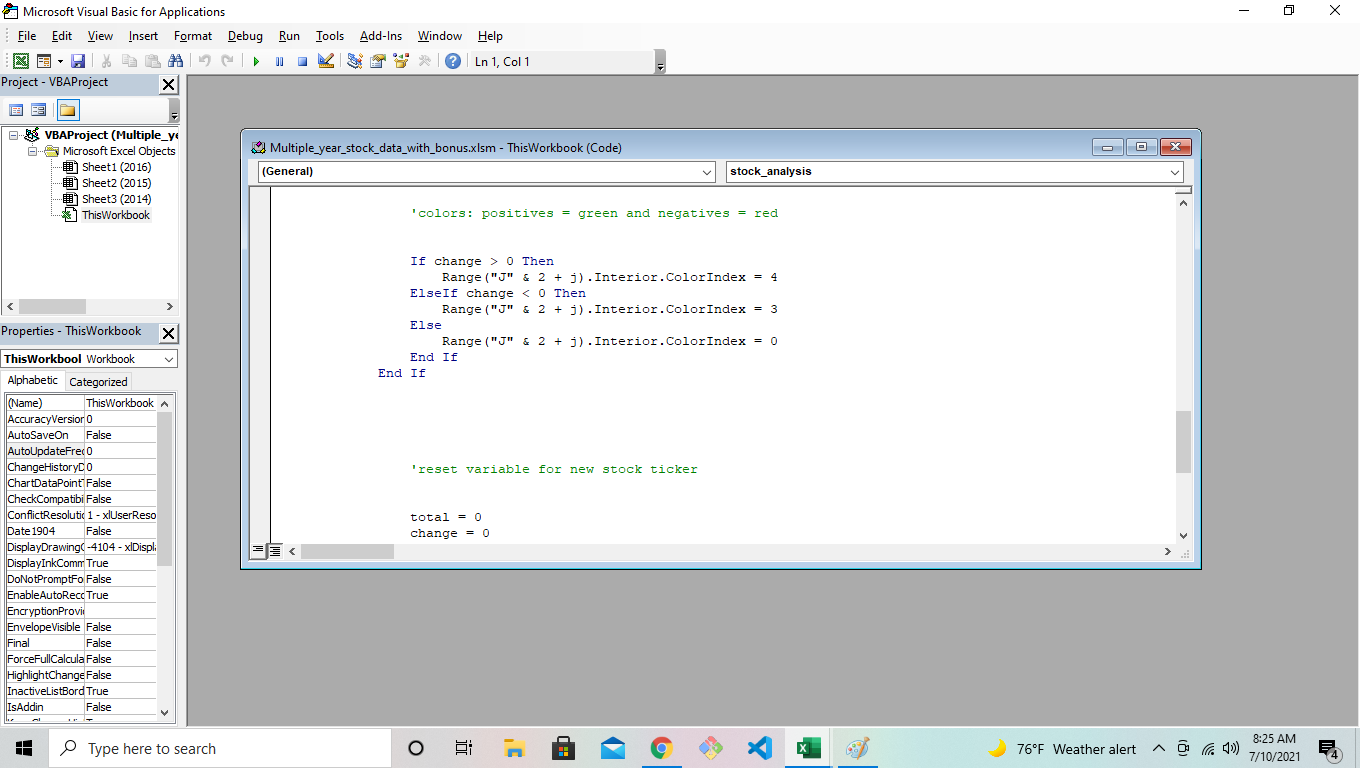 Microsoft Visual Basic for Applications
File Edit View Insert Format Debug Run Tools Add-Ins Window Help
Ln 1, Col 1
Project - VBAProject
VBAProject (Multiple_ye
Microsoft Excel Objects
Sheet1 (2016)
Sheet2 (2015)
Sheet3 (2014)
ThisWorkbook
Properties - ThisWorkbook
ThisWorkbool Workbook
Alphabetic Categorized
(Name) ThisWorkbook
AccuracyVersion 0
AutoSaveOn False
AutoUpdateFreq 0
ChangeHistoryD 0
ChartDataPointT False
CheckCompatibi False
ConflictResolutic 1 - xlUserReso
Date1904 False
DisplayDrawingO -4104 - xlDispla
DisplayInkComm True
DoNotPromptFo False
EnableAutoReco True
EncryptionProvid
EnvelopeVisible False
Final False
ForceFullCalcula False
HighlightChange False
InactiveListBord True
IsAddin False
Multiple_year_stock_data_with_bonus.xlsm - ThisWorkbook (Code)
(General) stock_analysis
'colors: positives = green and negatives = red
If change > 0 Then
Range("J" & 2 + j).Interior.ColorIndex = 4
ElseIf change < 0 Then
Range("J" & 2 + j).Interior.ColorIndex = 3
Else
Range("J" & 2 + j).Interior.ColorIndex = 0
End If
End If
'reset variable for new stock ticker
total = 0
change = 0
Type here to search
76°F Weather alert
8:25 AM
7/10/2021
4